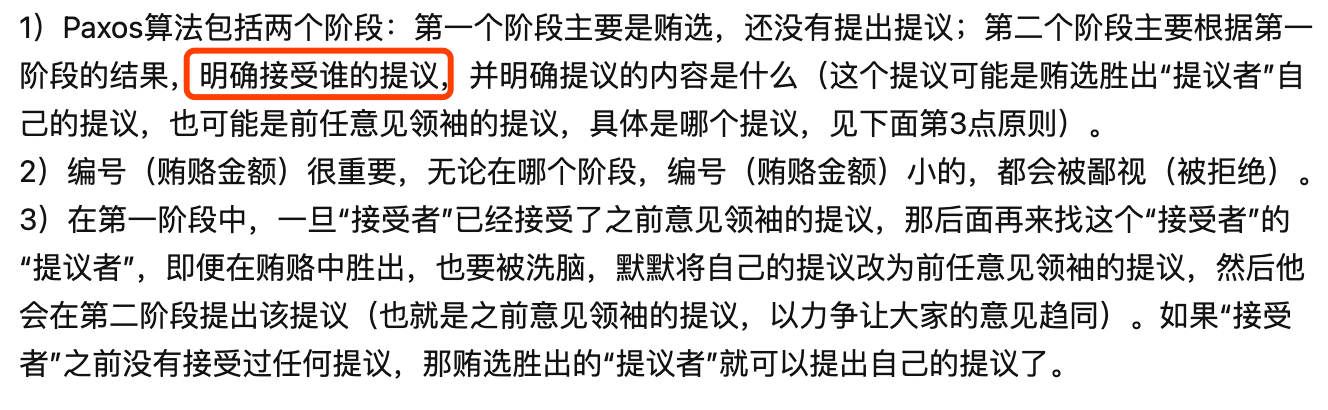 1）Paxos算法包括两个阶段：第一个阶段主要是贿选，还没有提出提议；第二个阶段主要根据第一
阶段的结果，明确接受谁的提议，并明确提议的内容是什么（这个提议可能是贿选胜出“提议者”自
己的提议，也可能是前任意见领袖的提议，具体是哪个提议，见下面第3点原则）。
2）编号（贿赂金额）很重要，无论在哪个阶段，编号（贿赂金额）小的，都会被鄙视（被拒绝）。
3）在第一阶段中，一旦“接受者”已经接受了之前意见领袖的提议，那后面再来找这个“接受者”的
“提议者”，即便在贿赂中胜出，也要被洗脑，默默将自己的提议改为前任意见领袖的提议，然后他
会在第二阶段提出该提议（也就是之前意见领袖的提议，以力争让大家的意见趋同）。如果“接受
者”之前没有接受过任何提议，那贿选胜出的“提议者”就可以提出自己的提议了。